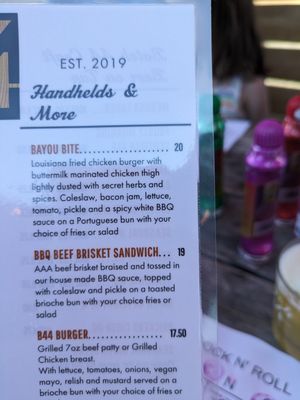 EST. 2019
Handhelds &
More
BAYOU BITE..................... 20
Louisiana fried chicken burger with
buttermilk marinated chicken thigh
lightly dusted with secret herbs and
spices. Coleslaw, bacon jam, lettuce,
tomato, pickle and a spicy white BBQ
sauce on a Portuguese bun with your
choice of fries or salad
BBQ BEEF BRISKET SANDWICH... 19
AAA beef brisket braised and tossed in
our house made BBQ sauce, topped
with coleslaw and pickle on a toasted
brioche bun with your choice fries or
salad
B44 BURGER................... 17.50
Grilled 7oz beef patty or Grilled
Chicken breast.
With lettuce, tomatoes, onions, vegan
mayo, relish and mustard served on a
brioche bun with your choice of fries or
N' ROLL